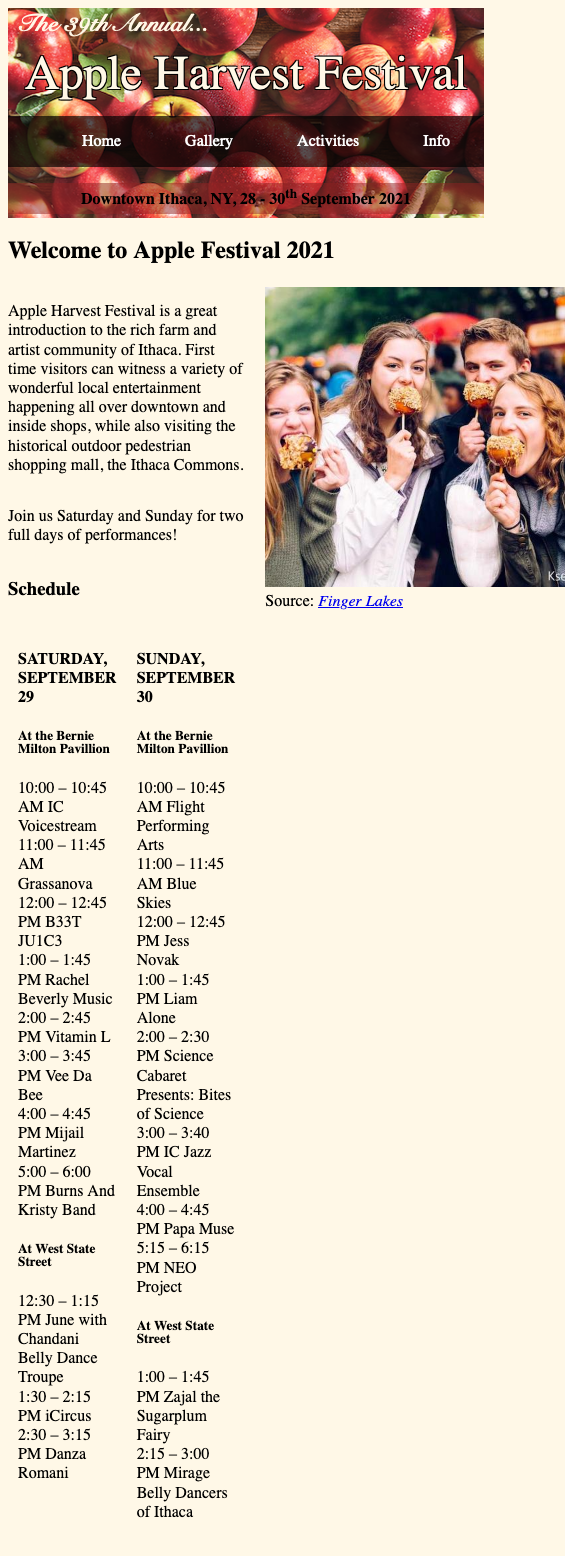 The 39th Annual...
Apple Harvest Festival
Home Gallery Activities Info
Downtown Ithaca, NY, 28 - 30th September 2021
Welcome to Apple Festival 2021
Apple Harvest Festival is a great
introduction to the rich farm and
artist community of Ithaca. First
time visitors can witness a variety of
wonderful local entertainment
happening all over downtown and
inside shops, while also visiting the
historical outdoor pedestrian
shopping mall, the Ithaca Commons.
Join us Saturday and Sunday for two
full days of performances!
Kse
Source: Finger Lakes
Schedule
SATURDAY,
SEPTEMBER
29
At the Bernie
Milton Pavillion
10:00 – 10:45
AM IC
Voicestream
11:00 – 11:45
AM
Grassanova
12:00 – 12:45
PM B33T
JU1C3
1:00 – 1:45
PM Rachel
Beverly Music
2:00 – 2:45
PM Vitamin L
3:00 – 3:45
PM Vee Da
Bee
4:00 – 4:45
PM Mijail
Martinez
5:00 – 6:00
PM Burns And
Kristy Band
At West State
Street
12:30 – 1:15
PM June with
Chandani
Belly Dance
Troupe
1:30 – 2:15
PM iCircus
2:30 – 3:15
PM Danza
Romani
SUNDAY,
SEPTEMBER
30
At the Bernie
Milton Pavillion
10:00 – 10:45
AM Flight
Performing
Arts
11:00 – 11:45
AM Blue
Skies
12:00 – 12:45
PM Jess
Novak
1:00 – 1:45
PM Liam
Alone
2:00 – 2:30
PM Science
Cabaret
Presents: Bites
of Science
3:00 – 3:40
PM IC Jazz
Vocal
Ensemble
4:00 – 4:45
PM Papa Muse
5:15 – 6:15
PM NEO
Project
At West State
Street
1:00 – 1:45
PM Zajal the
Sugarplum
Fairy
2:15 – 3:00
PM Mirage
Belly Dancers
of Ithaca